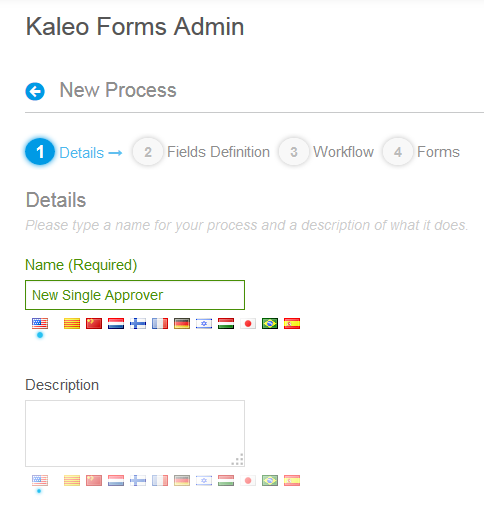 Kaleo Forms Admin
New Process
1 Details → 2 Fields Definition 3 Workflow 4 Forms
Details
Please type a name for your process and a description of what it does.
Name (Required)
New Single Approver
Description